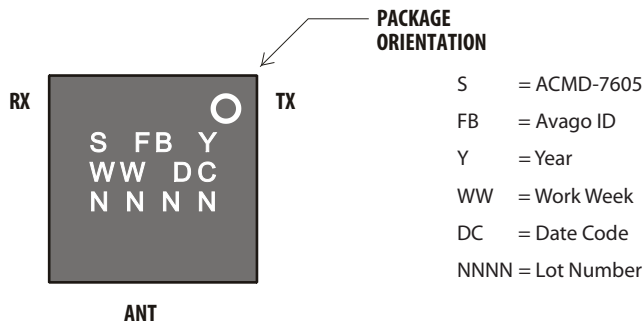 PACKAGE
ORIENTATION
RX
TX
S FB Y
WW DC
N N N N
ANT
S = ACMD-7605
FB = Avago ID
Y = Year
WW = Work Week
DC = Date Code
NNNN = Lot Number